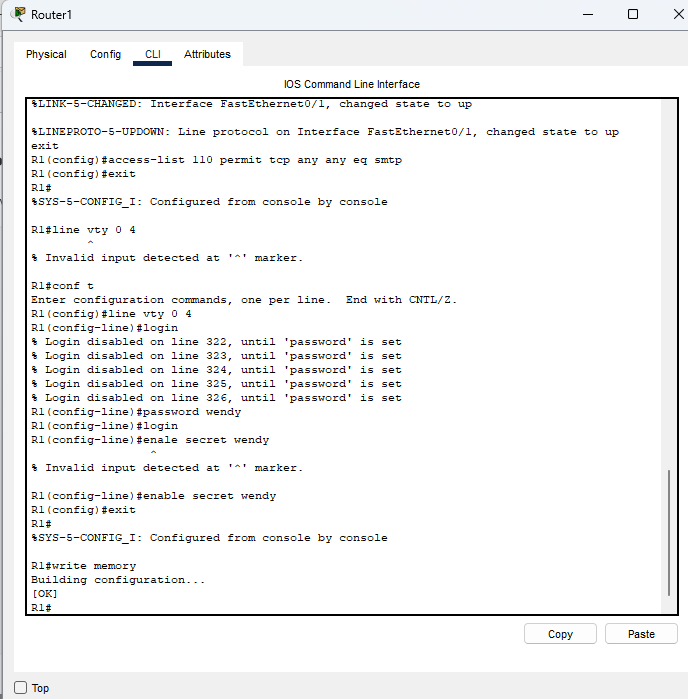 Router1
Physical Config CLI Attributes
IOS Command Line Interface
%LINK-5-CHANGED: Interface FastEthernet0/1, changed state to up
%LINEPROTO-5-UPDOWN: Line protocol on Interface FastEthernet0/1, changed state to up
exit
R1(config)#access-list 110 permit tcp any any eq smtp
R1(config)#exit
R1#
%SYS-5-CONFIG_I: Configured from console by console
R1#line vty 0 4
^
% Invalid input detected at '^' marker.
R1#conf t
Enter configuration commands, one per line.  End with CNTL/Z.
R1(config)#line vty 0 4
R1(config-line)#login
% Login disabled on line 322, until 'password' is set
% Login disabled on line 323, until 'password' is set
% Login disabled on line 324, until 'password' is set
% Login disabled on line 325, until 'password' is set
% Login disabled on line 326, until 'password' is set
R1(config-line)#password wendy
R1(config-line)#login
R1(config-line)#enale secret wendy
^
% Invalid input detected at '^' marker.
R1(config-line)#enable secret wendy
R1(config)#exit
R1#
%SYS-5-CONFIG_I: Configured from console by console
R1#write memory
Building configuration...
[OK]
R1#
Copy Paste
Top